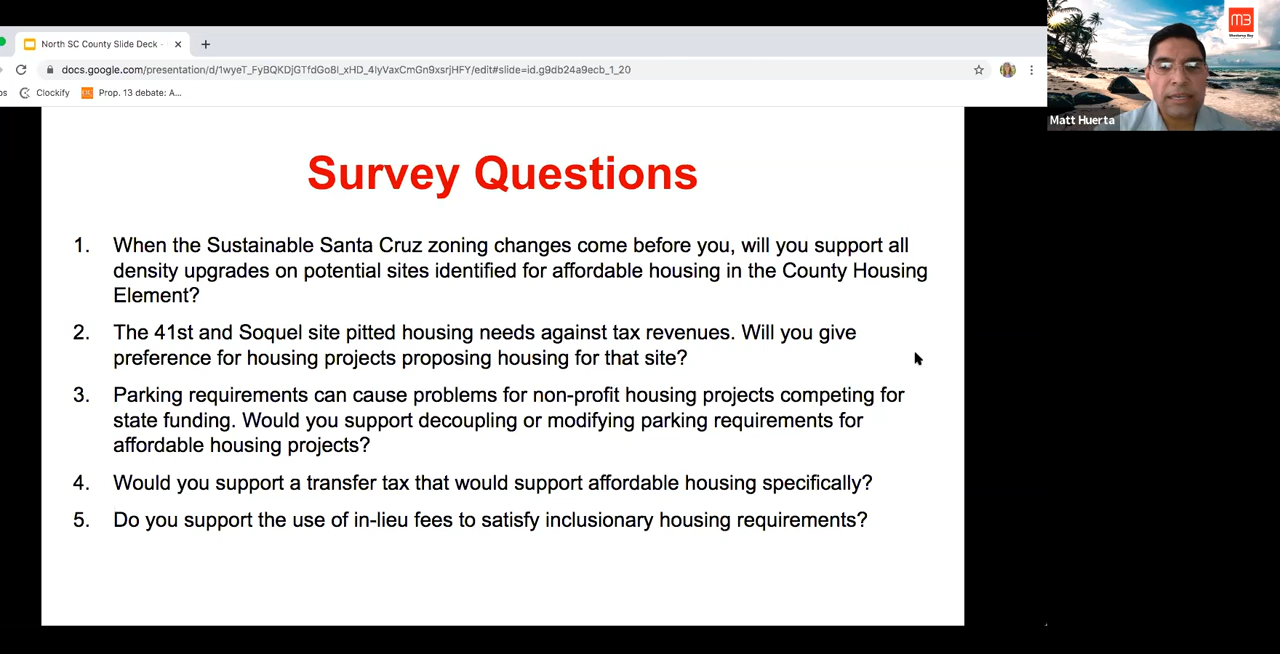 North SC County Slide Deck -
docs.google.com/presentation/d/1wyeT_FyBQKDjGTfdGo8I_xHD_4IyVaxCmGn9xsrjHFY/edit#slide=id.g9db24a9ecb_1_20
Clockify Prop. 13 debate: A...
Matt Huerta
Survey Questions
1. When the Sustainable Santa Cruz zoning changes come before you, will you support all
density upgrades on potential sites identified for affordable housing in the County Housing
Element?
2. The 41st and Soquel site pitted housing needs against tax revenues. Will you give
preference for housing projects proposing housing for that site?
3. Parking requirements can cause problems for non-profit housing projects competing for
state funding. Would you support decoupling or modifying parking requirements for
affordable housing projects?
4. Would you support a transfer tax that would support affordable housing specifically?
5. Do you support the use of in-lieu fees to satisfy inclusionary housing requirements?